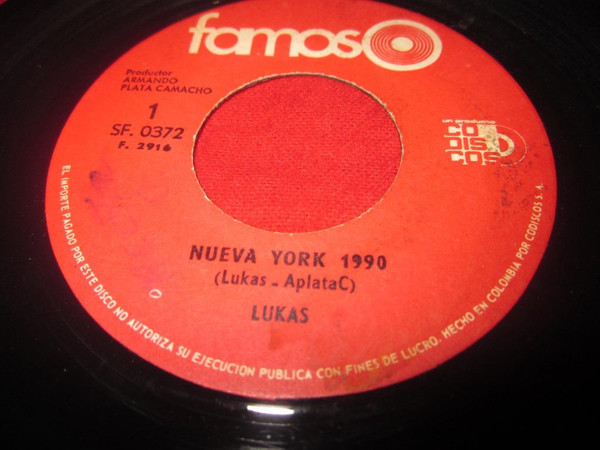 famoso
Productor
ARMANDO
PLATA CAMACHO
1
SF. 0372
F. 2916
un producto
CO
DIS
COS
NUEVA YORK 1990
(Lukas - AplataC)
LUKAS
EL IMPORTE PAGADO POR ESTE DISCO NO AUTORIZA SU EJECUCION PUBLICA CON FINES DE LUCRO. HECHO EN COLOMBIA POR CODISCOS S. A.